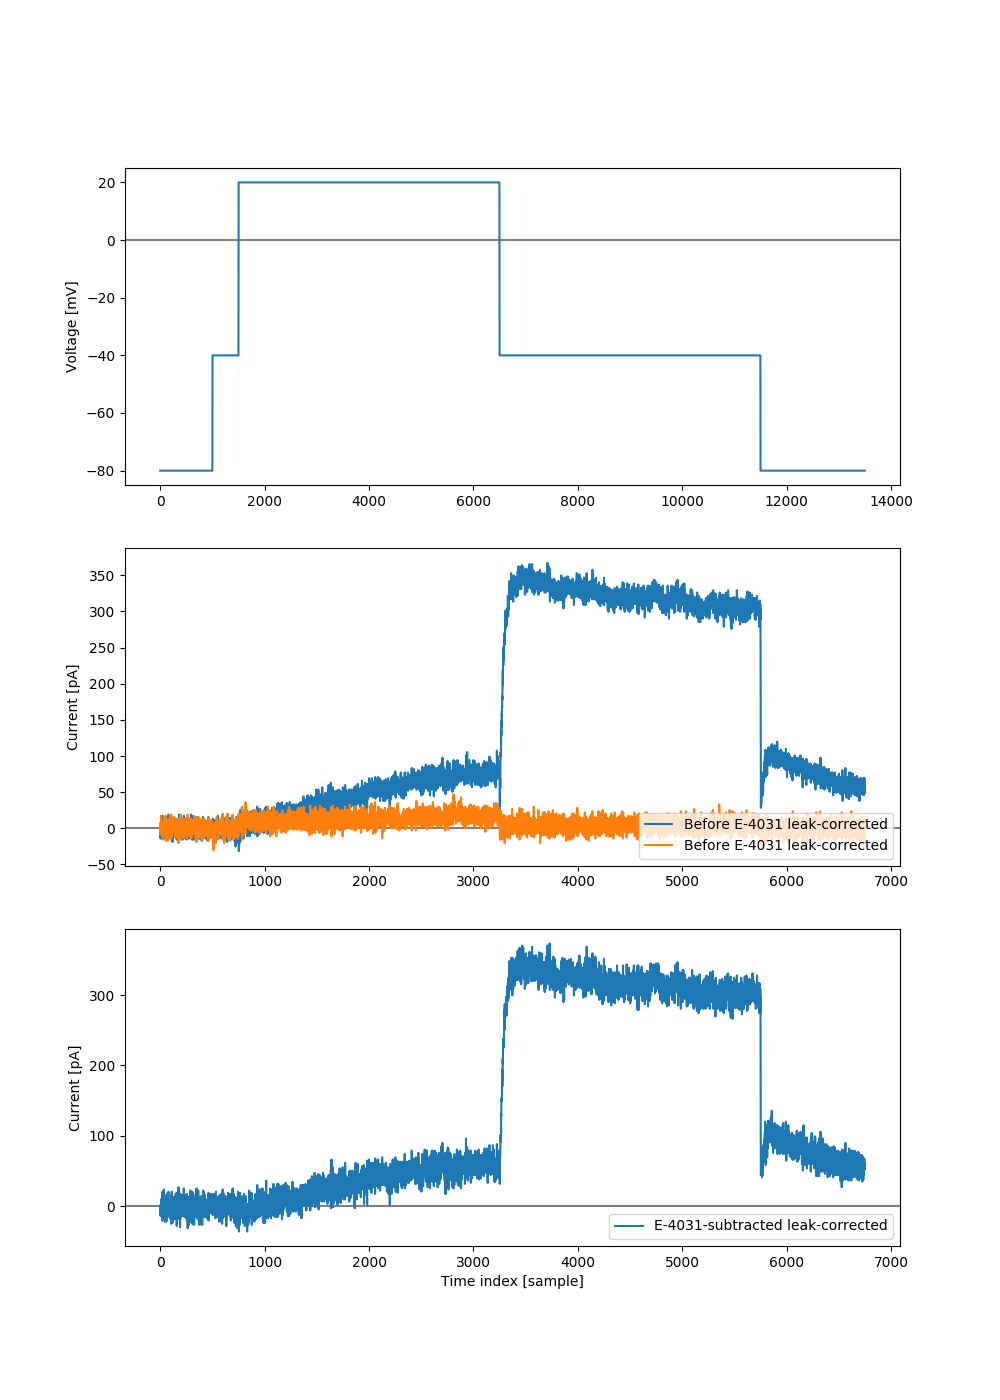 20
0
−20
−40
−60
−80
Voltage [mV]
0 2000 4000 6000 8000 10000 12000 14000
350
300
250
200
150
100
50
0
−50
Current [pA]
Before E-4031 leak-corrected
Before E-4031 leak-corrected
0 1000 2000 3000 4000 5000 6000 7000
300
200
100
0
Current [pA]
E-4031-subtracted leak-corrected
0 1000 2000 3000 4000 5000 6000 7000
Time index [sample]